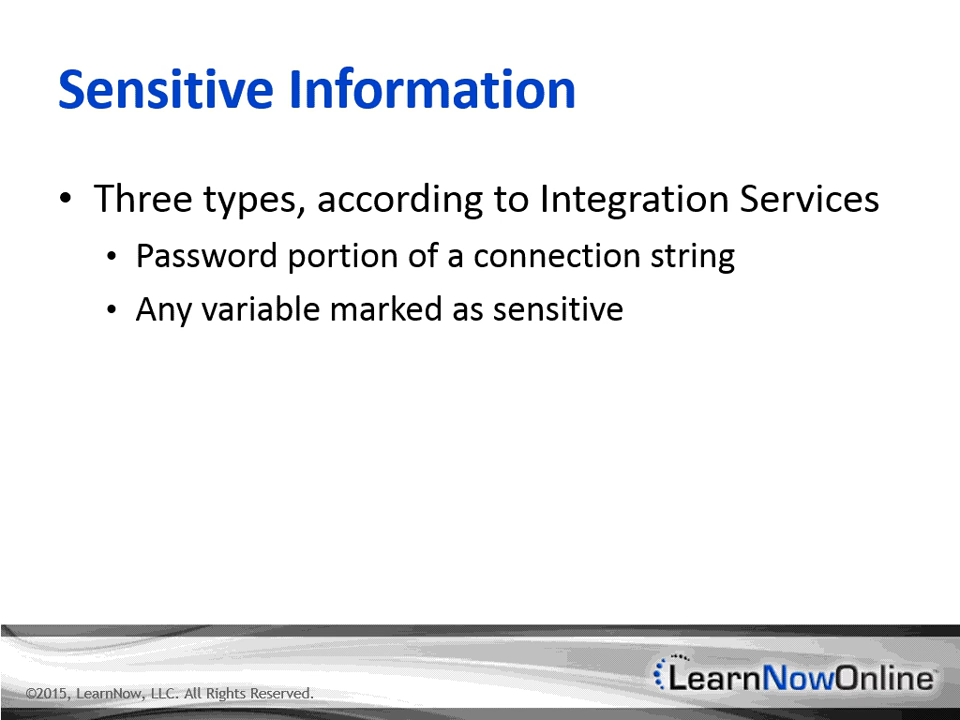 Sensitive Information
• Three types, according to Integration Services
• Password portion of a connection string
• Any variable marked as sensitive
©2015, LearnNow, LLC. All Rights Reserved.
LearnNowOnline